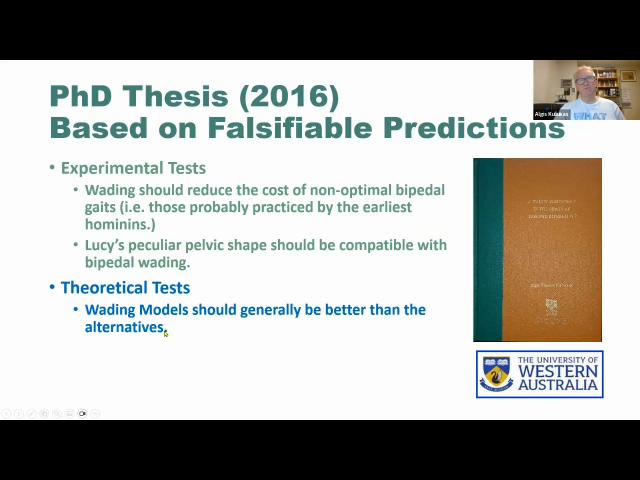 PhD Thesis (2016)
Based on Falsifiable Predictions
• Experimental Tests
• Wading should reduce the cost of non-optimal bipedal
gaits (i.e. those probably practiced by the earliest
hominins.)
• Lucy's peculiar pelvic shape should be compatible with
bipedal wading.
• Theoretical Tests
• Wading Models should generally be better than the
alternatives.
Algis Kuliukas
WHAT
THE UNIVERSITY OF
WESTERN
AUSTRALIA